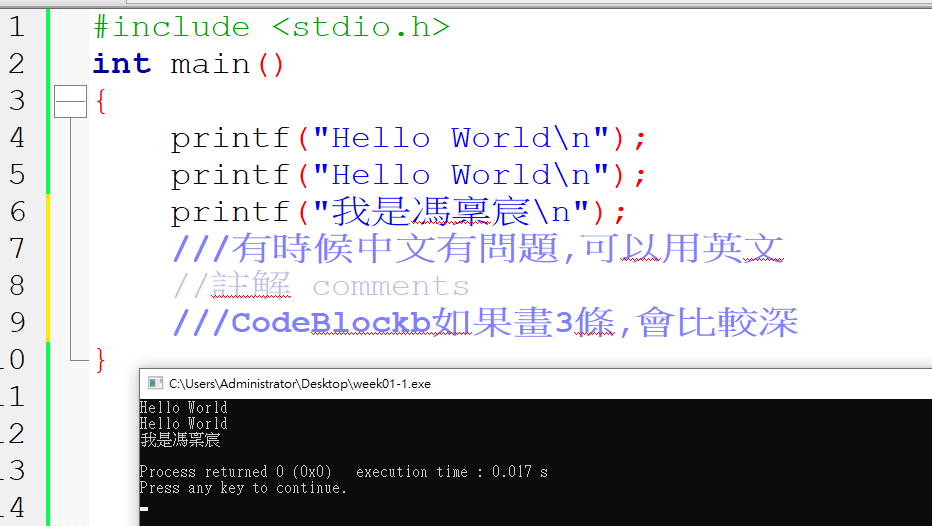 1 #include <stdio.h>
2 int main()
3 {
4 printf("Hello World\n");
5 printf("Hello World\n");
6 printf("我是馮稟宸\n");
7 ///有時候中文有問題,可以用英文
8 //註解 comments
9 ///CodeBlockb如果畫3條,會比較深
10 }
11
12
13
14
C:\Users\Administrator\Desktop\week01-1.exe
Hello World
Hello World
我是馮稟宸
Process returned 0 (0x0) execution time : 0.017 s
Press any key to continue.